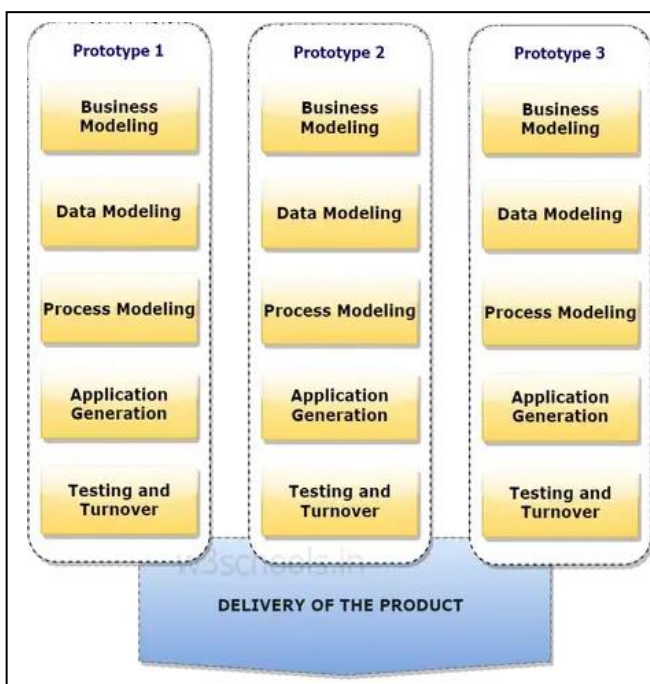 Prototype 1
Business
Modeling
Data Modeling
Process Modeling
Application
Generation
Testing and
Turnover
Prototype 2
Business
Modeling
Data Modeling
Process Modeling
Application
Generation
Testing and
Turnover
Prototype 3
Business
Modeling
Data Modeling
Process Modeling
Application
Generation
Testing and
Turnover
w3schools.in
DELIVERY OF THE PRODUCT